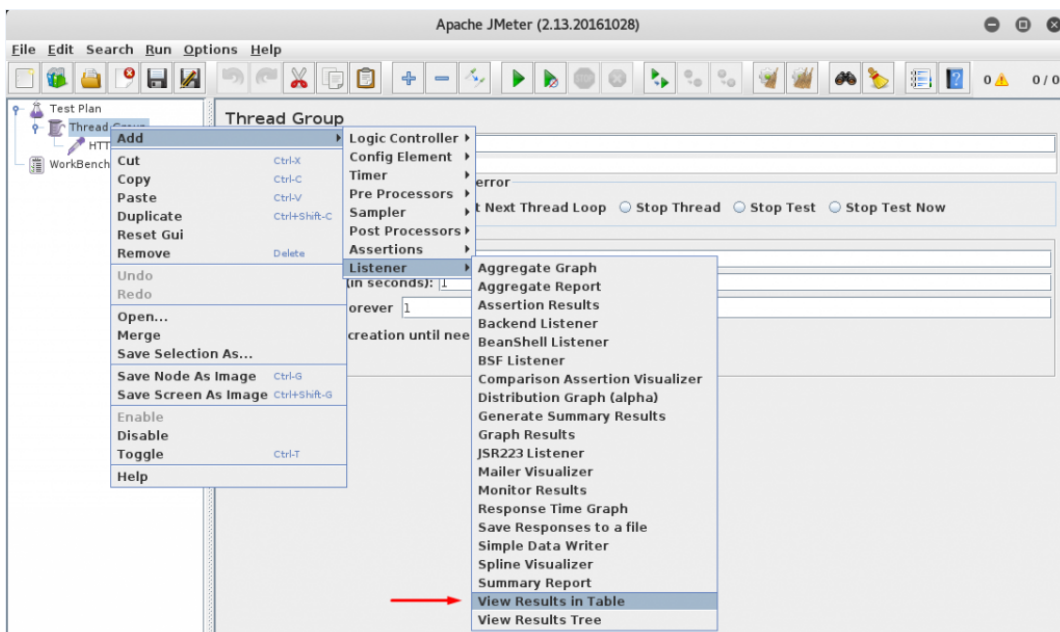 Apache JMeter (2.13.20161028)
File Edit Search Run Options Help
0 0 / 0
Test Plan
Thread Group
HTT
WorkBench
Thread Group
error
t Next Thread Loop Stop Thread Stop Test Stop Test Now
(in seconds): 1
orever 1
creation until nee
Add
Cut Ctrl-X
Copy Ctrl-C
Paste Ctrl-V
Duplicate Ctrl+Shift-C
Reset Gui
Remove Delete
Undo
Redo
Open...
Merge
Save Selection As...
Save Node As Image Ctrl-G
Save Screen As Image Ctrl+Shift-G
Enable
Disable
Toggle Ctrl-T
Help
Logic Controller
Config Element
Timer
Pre Processors
Sampler
Post Processors
Assertions
Listener
Aggregate Graph
Aggregate Report
Assertion Results
Backend Listener
BeanShell Listener
BSF Listener
Comparison Assertion Visualizer
Distribution Graph (alpha)
Generate Summary Results
Graph Results
JSR223 Listener
Mailer Visualizer
Monitor Results
Response Time Graph
Save Responses to a file
Simple Data Writer
Spline Visualizer
Summary Report
View Results in Table
View Results Tree